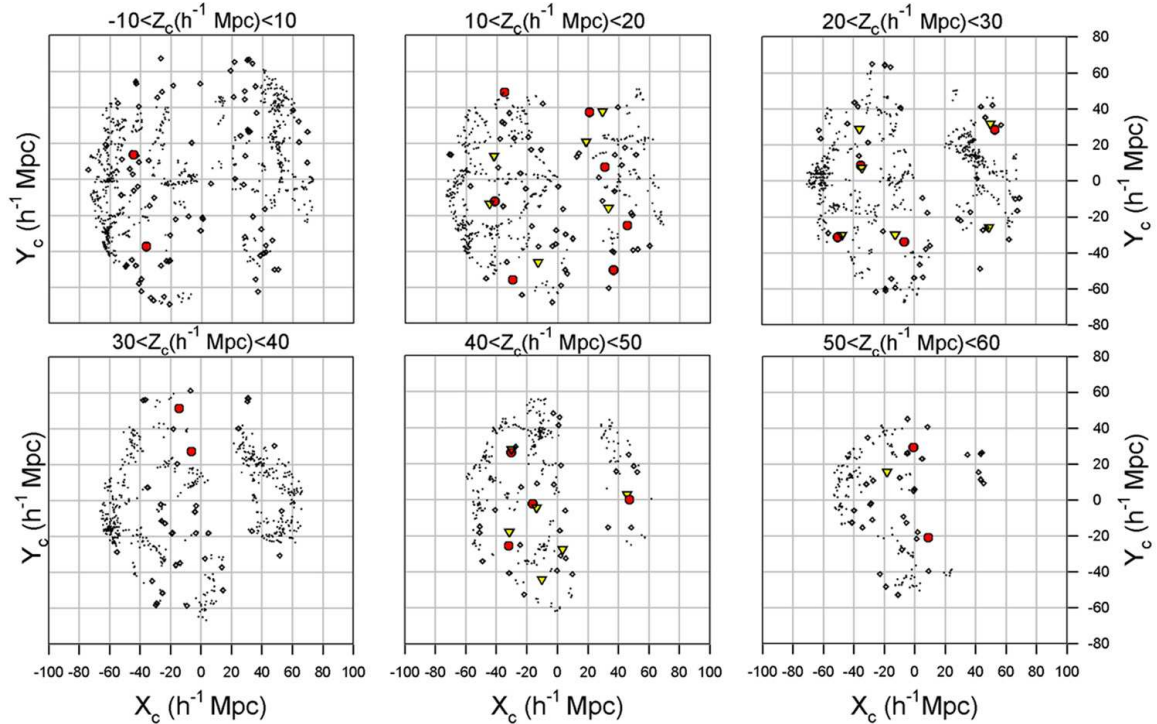 -10<Z_c(h⁻¹ Mpc)<10
10<Z_c(h⁻¹ Mpc)<20
20<Z_c(h⁻¹ Mpc)<30
Y_c (h⁻¹ Mpc)
80
60
40
20
0
-20
-40
-60
-80
Y_c (h⁻¹ Mpc)
30<Z_c(h⁻¹ Mpc)<40
40<Z_c(h⁻¹ Mpc)<50
50<Z_c(h⁻¹ Mpc)<60
Y_c (h⁻¹ Mpc)
80
60
40
20
0
-20
-40
-60
-80
Y_c (h⁻¹ Mpc)
-100 -80 -60 -40 -20 0 20 40 60 80 100
-100 -80 -60 -40 -20 0 20 40 60 80 100
-100 -80 -60 -40 -20 0 20 40 60 80 100
X_c (h⁻¹ Mpc)
X_c (h⁻¹ Mpc)
X_c (h⁻¹ Mpc)